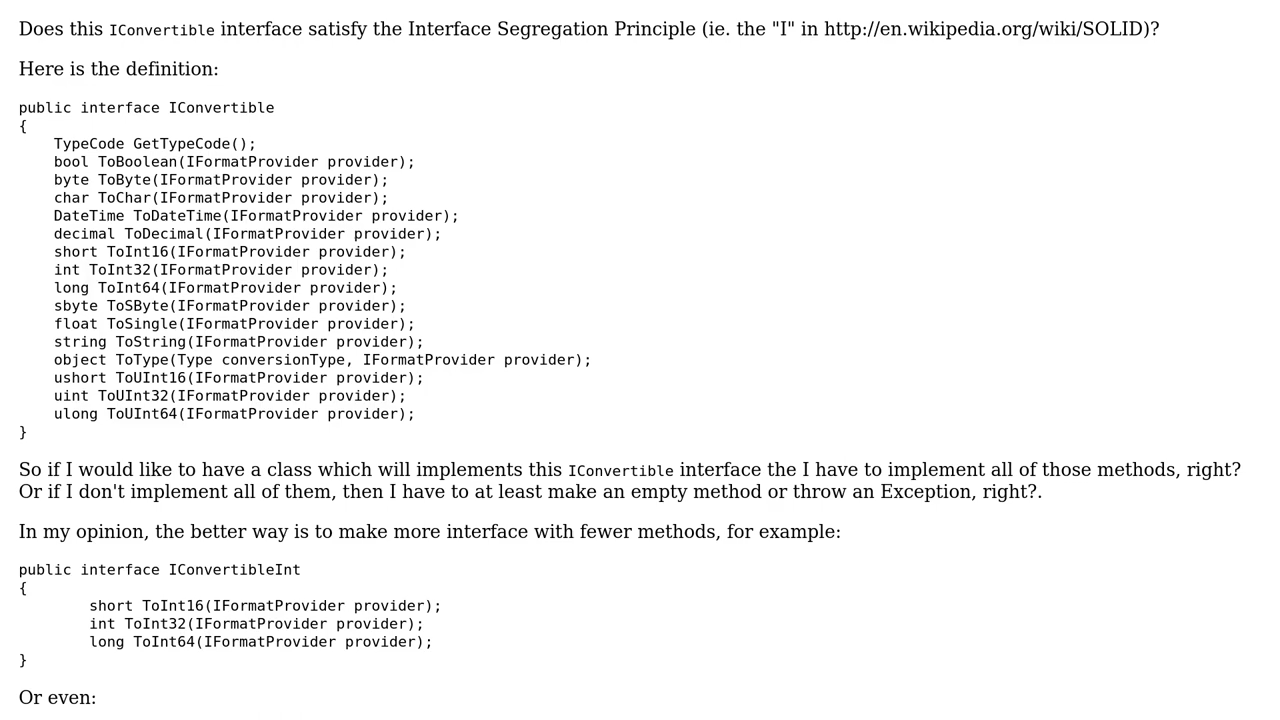 Does this IConvertible interface satisfy the Interface Segregation Principle (ie. the "I" in http://en.wikipedia.org/wiki/SOLID)?
Here is the definition:
public interface IConvertible
{
    TypeCode GetTypeCode();
    bool ToBoolean(IFormatProvider provider);
    byte ToByte(IFormatProvider provider);
    char ToChar(IFormatProvider provider);
    DateTime ToDateTime(IFormatProvider provider);
    decimal ToDecimal(IFormatProvider provider);
    short ToInt16(IFormatProvider provider);
    int ToInt32(IFormatProvider provider);
    long ToInt64(IFormatProvider provider);
    sbyte ToSByte(IFormatProvider provider);
    float ToSingle(IFormatProvider provider);
    string ToString(IFormatProvider provider);
    object ToType(Type conversionType, IFormatProvider provider);
    ushort ToUInt16(IFormatProvider provider);
    uint ToUInt32(IFormatProvider provider);
    ulong ToUInt64(IFormatProvider provider);
}
So if I would like to have a class which will implements this IConvertible interface the I have to implement all of those methods, right?
Or if I don't implement all of them, then I have to at least make an empty method or throw an Exception, right?.
In my opinion, the better way is to make more interface with fewer methods, for example:
public interface IConvertibleInt
{
        short ToInt16(IFormatProvider provider);
        int ToInt32(IFormatProvider provider);
        long ToInt64(IFormatProvider provider);
}
Or even: